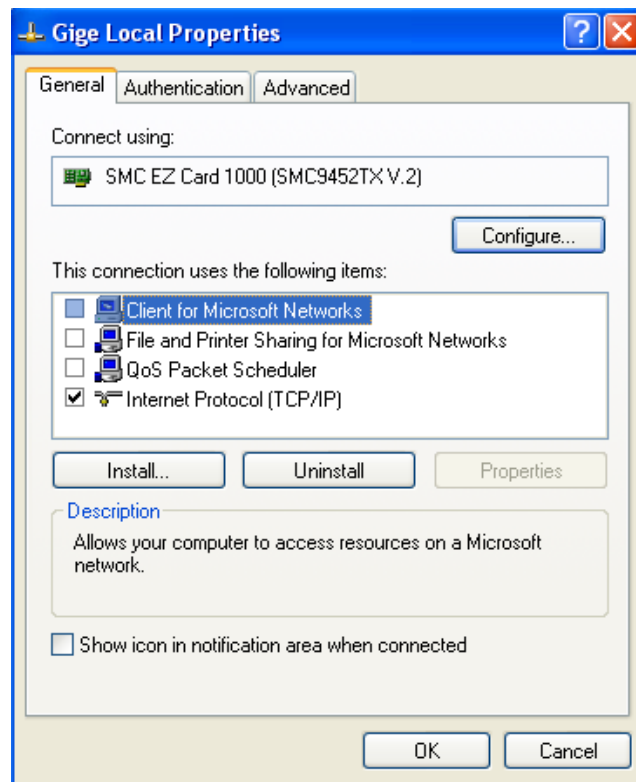 Gige Local Properties
General Authentication Advanced
Connect using:
SMC EZ Card 1000 (SMC9452TX V.2)
Configure...
This connection uses the following items:
Client for Microsoft Networks
File and Printer Sharing for Microsoft Networks
QoS Packet Scheduler
Internet Protocol (TCP/IP)
Install... Uninstall Properties
Description
Allows your computer to access resources on a Microsoft
network.
Show icon in notification area when connected
OK Cancel